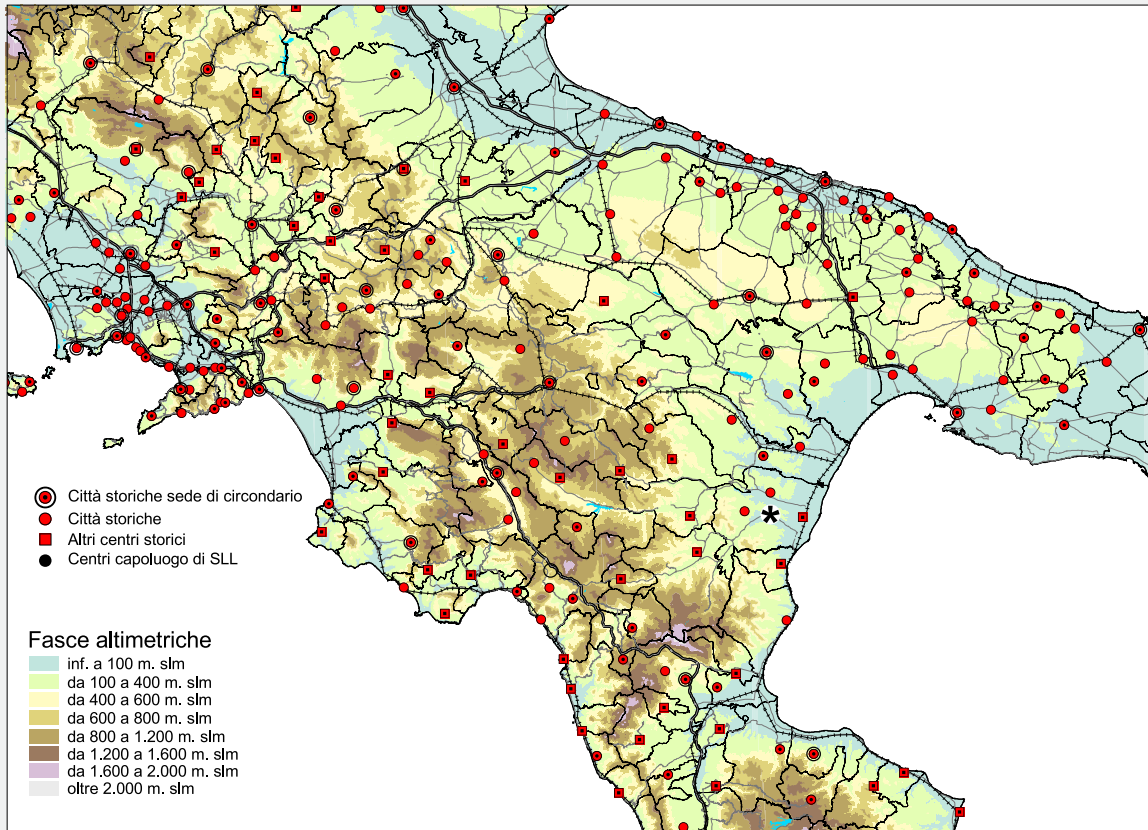 Città storiche sede di circondario
Città storiche
Altri centri storici
Centri capoluogo di SLL
Fasce altimetriche
inf. a 100 m. slm
da 100 a 400 m. slm
da 400 a 600 m. slm
da 600 a 800 m. slm
da 800 a 1.200 m. slm
da 1.200 a 1.600 m. slm
da 1.600 a 2.000 m. slm
oltre 2.000 m. slm
*